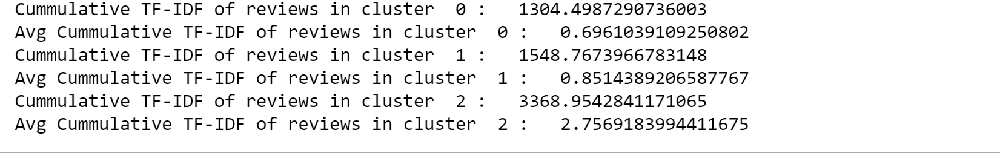 Cummulative TF-IDF of reviews in cluster  0 :   1304.4987290736003
Avg Cummulative TF-IDF of reviews in cluster  0 :   0.6961039109250802
Cummulative TF-IDF of reviews in cluster  1 :   1548.7673966783148
Avg Cummulative TF-IDF of reviews in cluster  1 :   0.8514389206587767
Cummulative TF-IDF of reviews in cluster  2 :   3368.9542841171065
Avg Cummulative TF-IDF of reviews in cluster  2 :   2.7569183994411675